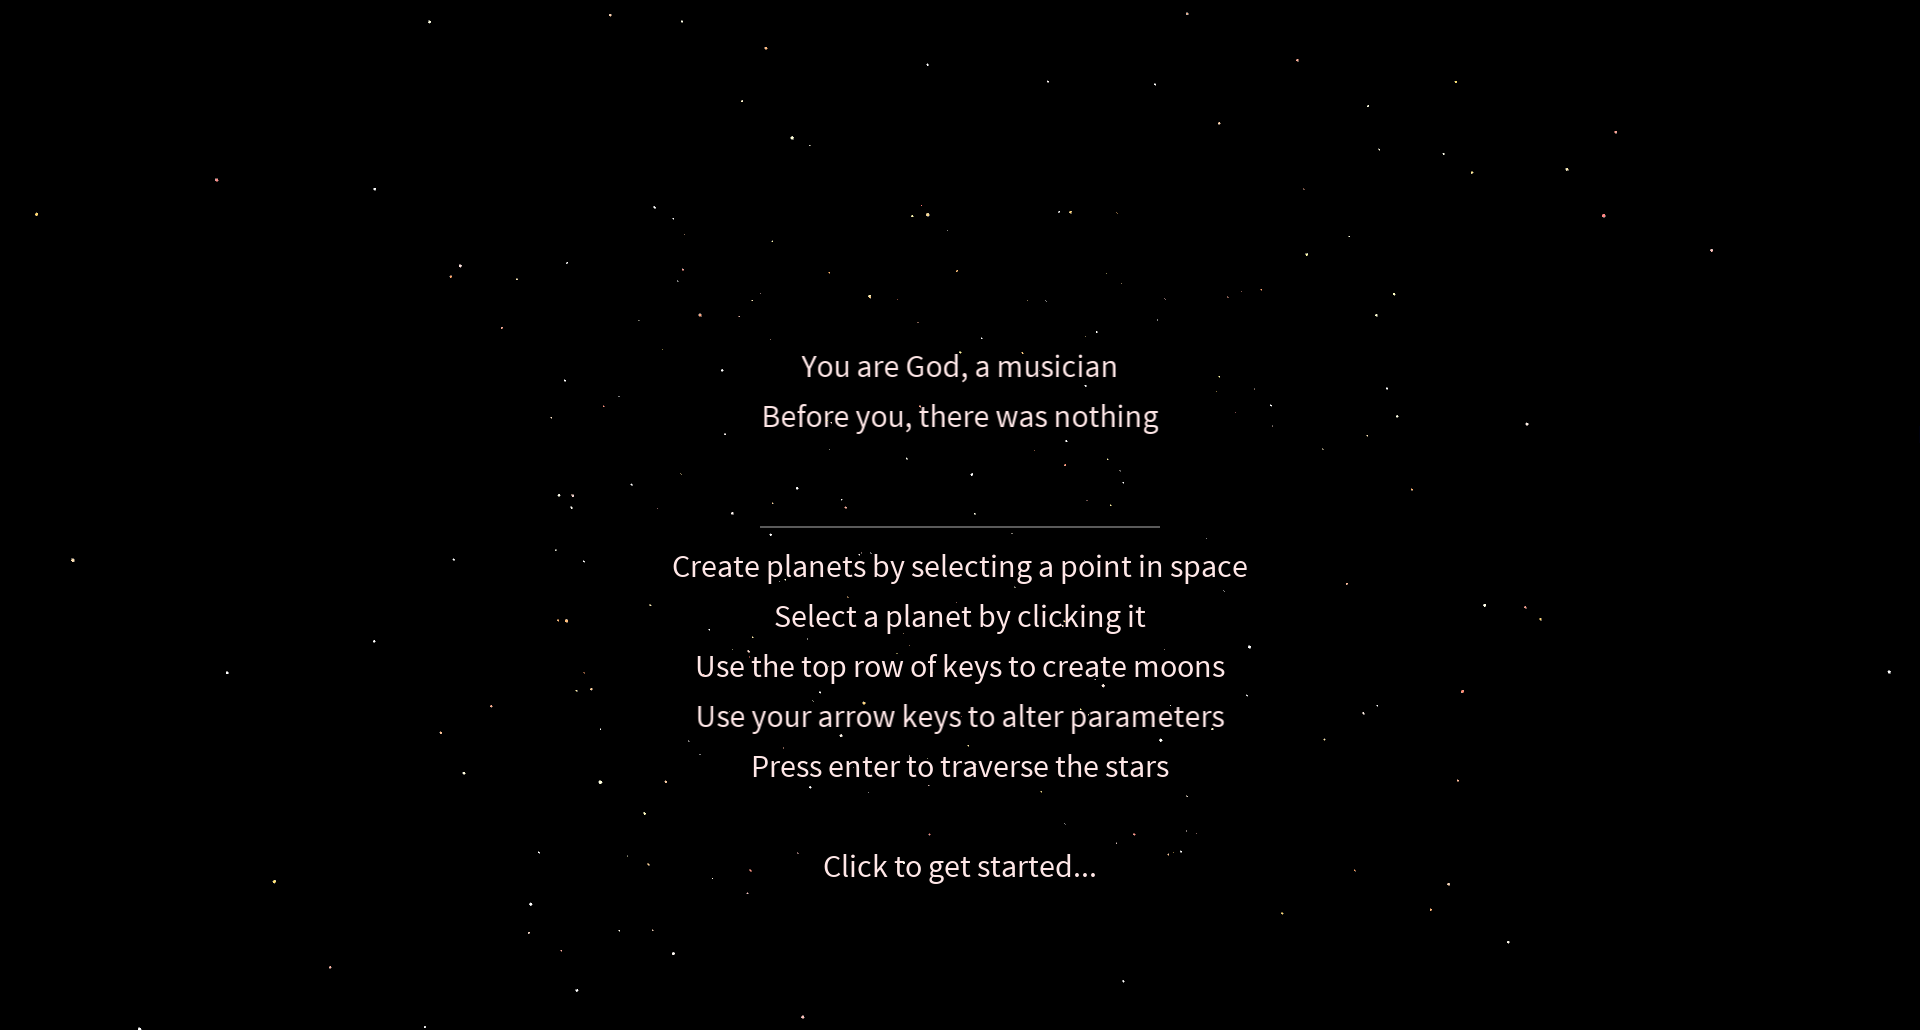 You are God, a musician
Before you, there was nothing
Create planets by selecting a point in space
Select a planet by clicking it
Use the top row of keys to create moons
Use your arrow keys to alter parameters
Press enter to traverse the stars
Click to get started...